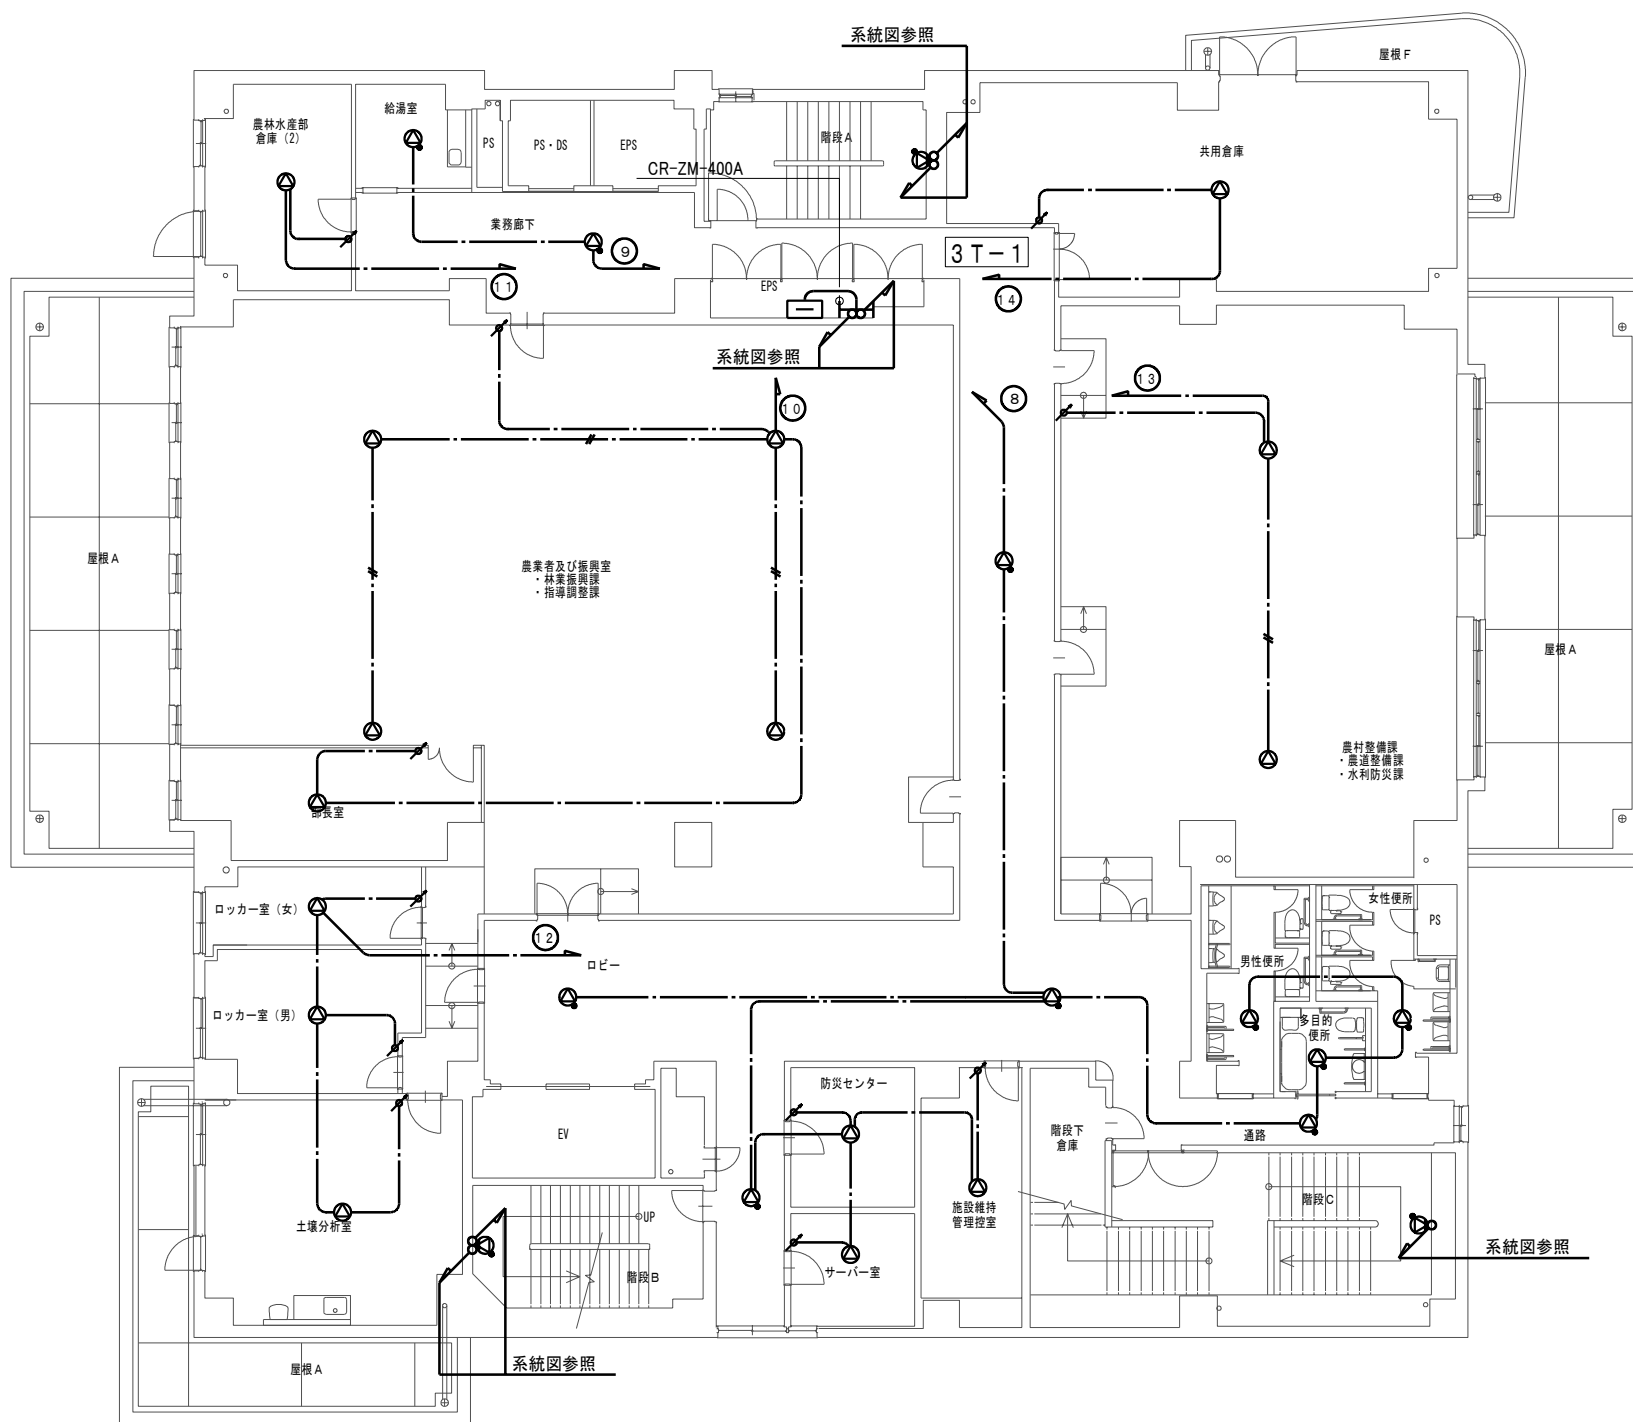 系統図参照
屋根F
給湯室
農林水産部
倉庫（2）
PS
PS・DS
EPS
階段A
共用倉庫
CR-ZM-400A
業務廊下
⑨
3T-1
⑪
EPS
⑭
系統図参照
⑬
⑧
⑩
屋根A
農業者及び振興室
・林業振興課
・指導調整課
屋根A
農村整備課
・農道整備課
・水利防災課
部長室
ロッカー室（女）
女性便所
PS
⑫
ロビー
男性便所
ロッカー室（男）
多目的
便所
防災センター
EV
階段下
倉庫
通路
施設維持
管理控室
階段C
土壌分析室
UP
階段B
サーバー室
系統図参照
屋根A
系統図参照